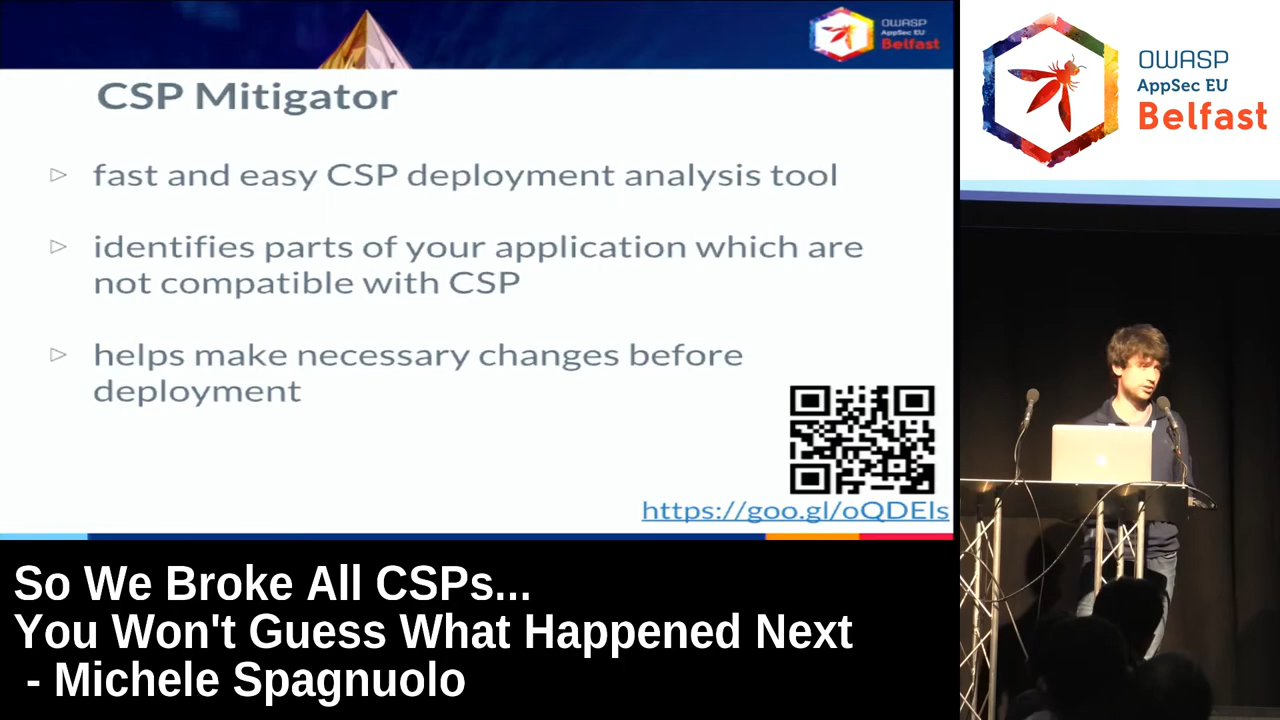 OWASP
AppSec EU
Belfast
CSP Mitigator
fast and easy CSP deployment analysis tool
identifies parts of your application which are
not compatible with CSP
helps make necessary changes before
deployment
https://goo.gl/oQDEls
OWASP
AppSec EU
Belfast
So We Broke All CSPs...
You Won't Guess What Happened Next
- Michele Spagnuolo